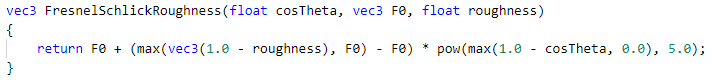 vec3 FresnelSchlickRoughness(float cosTheta, vec3 F0, float roughness)
{
    return F0 + (max(vec3(1.0 - roughness), F0) - F0) * pow(max(1.0 - cosTheta, 0.0), 5.0);
}